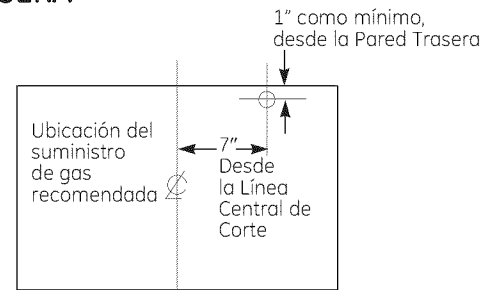 1" como mínimo,
desde la Pared Trasera
Ubicación del
suministro
de gas
recomendada
7"
Desde
la Línea
Central de
Corte